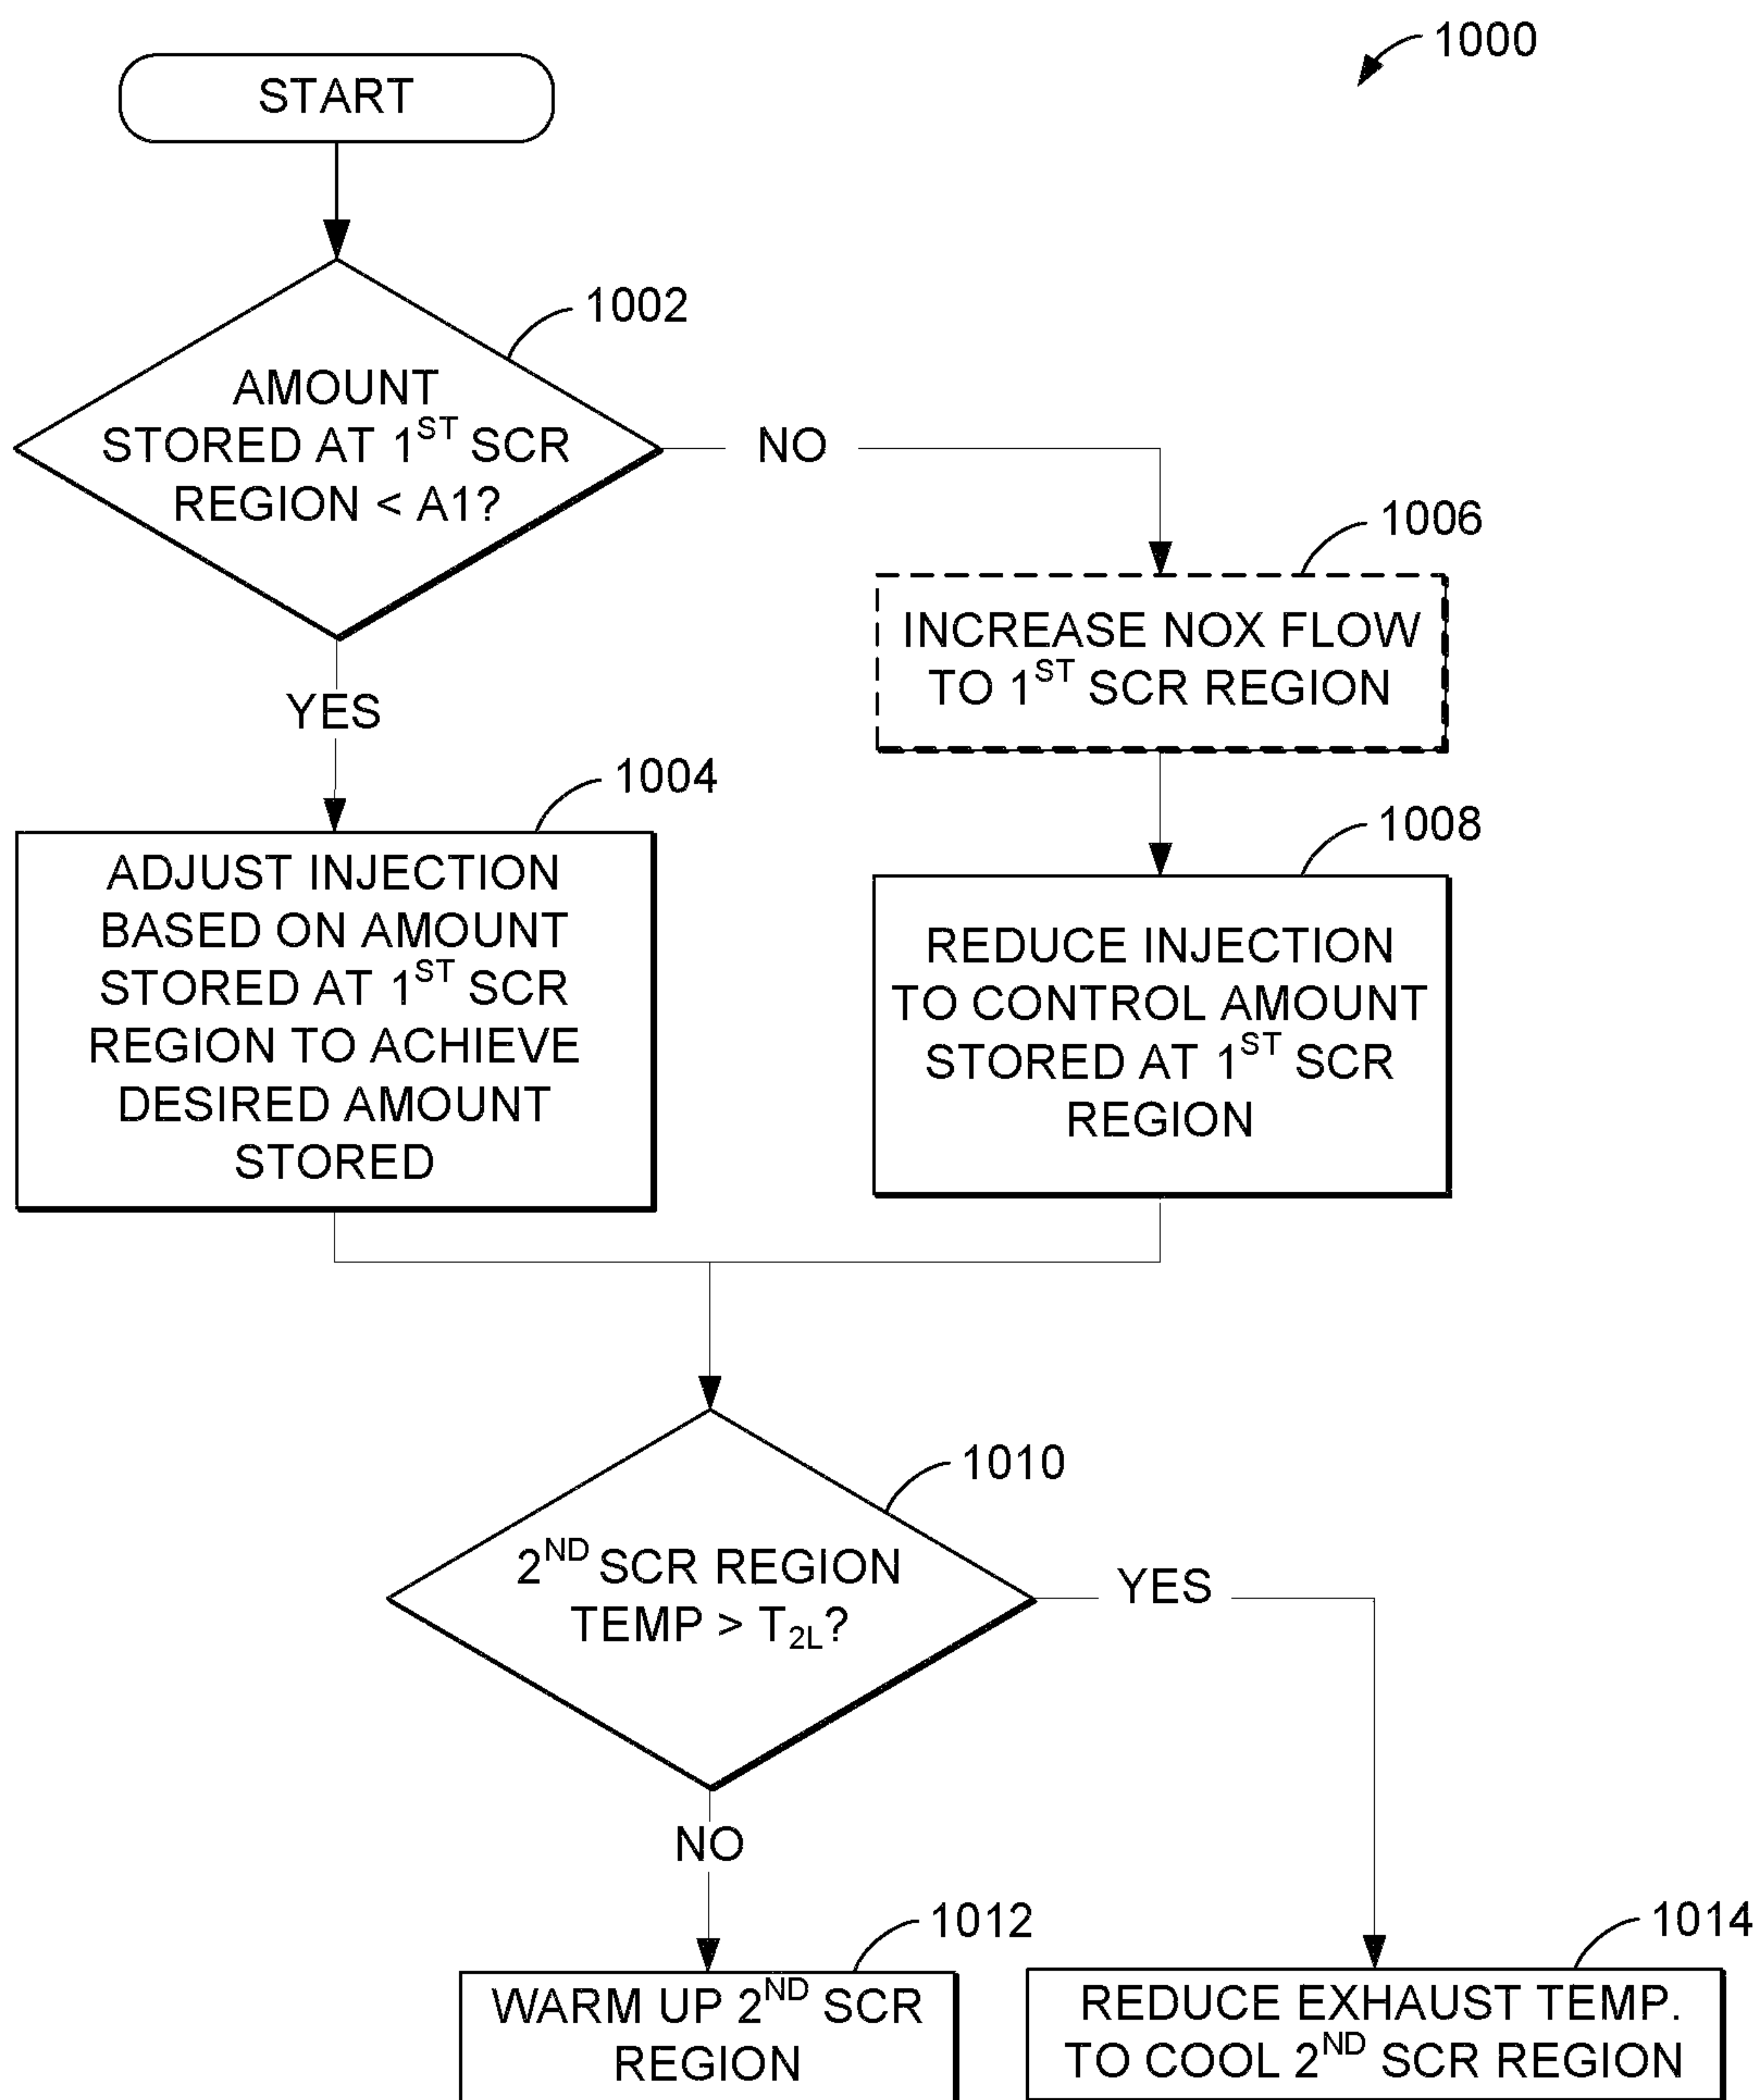 1000
START
1002
AMOUNT
STORED AT 1ST SCR
REGION < A1?
NO
YES
1006
INCREASE NOX FLOW
TO 1ST SCR REGION
1004
ADJUST INJECTION
BASED ON AMOUNT
STORED AT 1ST SCR
REGION TO ACHIEVE
DESIRED AMOUNT
STORED
1008
REDUCE INJECTION
TO CONTROL AMOUNT
STORED AT 1ST SCR
REGION
1010
2ND SCR REGION
TEMP > T2L?
YES
NO
1012
WARM UP 2ND SCR
REGION
1014
REDUCE EXHAUST TEMP.
TO COOL 2ND SCR REGION